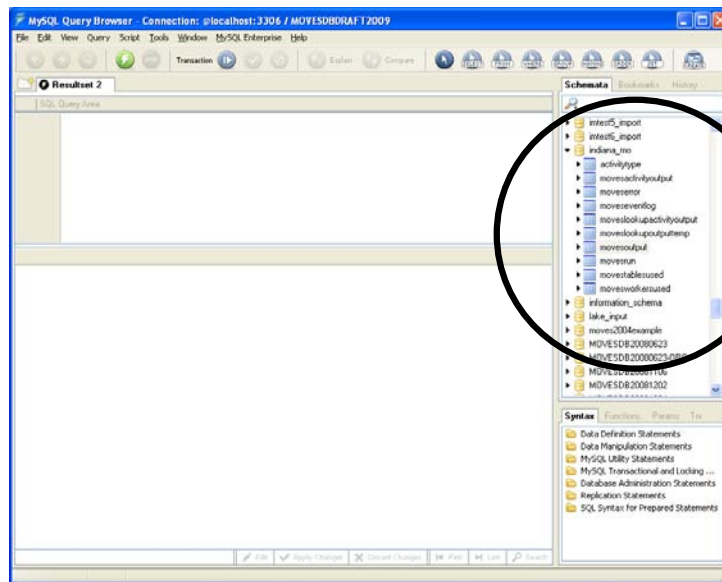 MySQL Query Browser - Connection: @localhost:3306 / MOVESDBDRAFT2009
File Edit View Query Script Tools Window MySQL Enterprise Help
Transaction Explain Compare
Resultset 2
SQL Query Area
Schemata Bookmarks History
imtest5_import
imtest6_import
indiana_mo
activitytype
movesactivityoutput
moveserror
moveseventlog
moveslookupactivityoutput
moveslookupoutputtemp
movesoutput
movesrun
movestablesused
movesworkersused
information_schema
lake_input
moves2004example
MOVESDB20080623
MOVESDB20081106
MOVESDB20081202
Syntax Functions Params Trx
Data Definition Statements
Data Manipulation Statements
MySQL Utility Statements
MySQL Transactional and Locking ...
Database Administration Statements
Replication Statements
SQL Syntax for Prepared Statements
Edit Apply Changes Discard Changes First Last Search